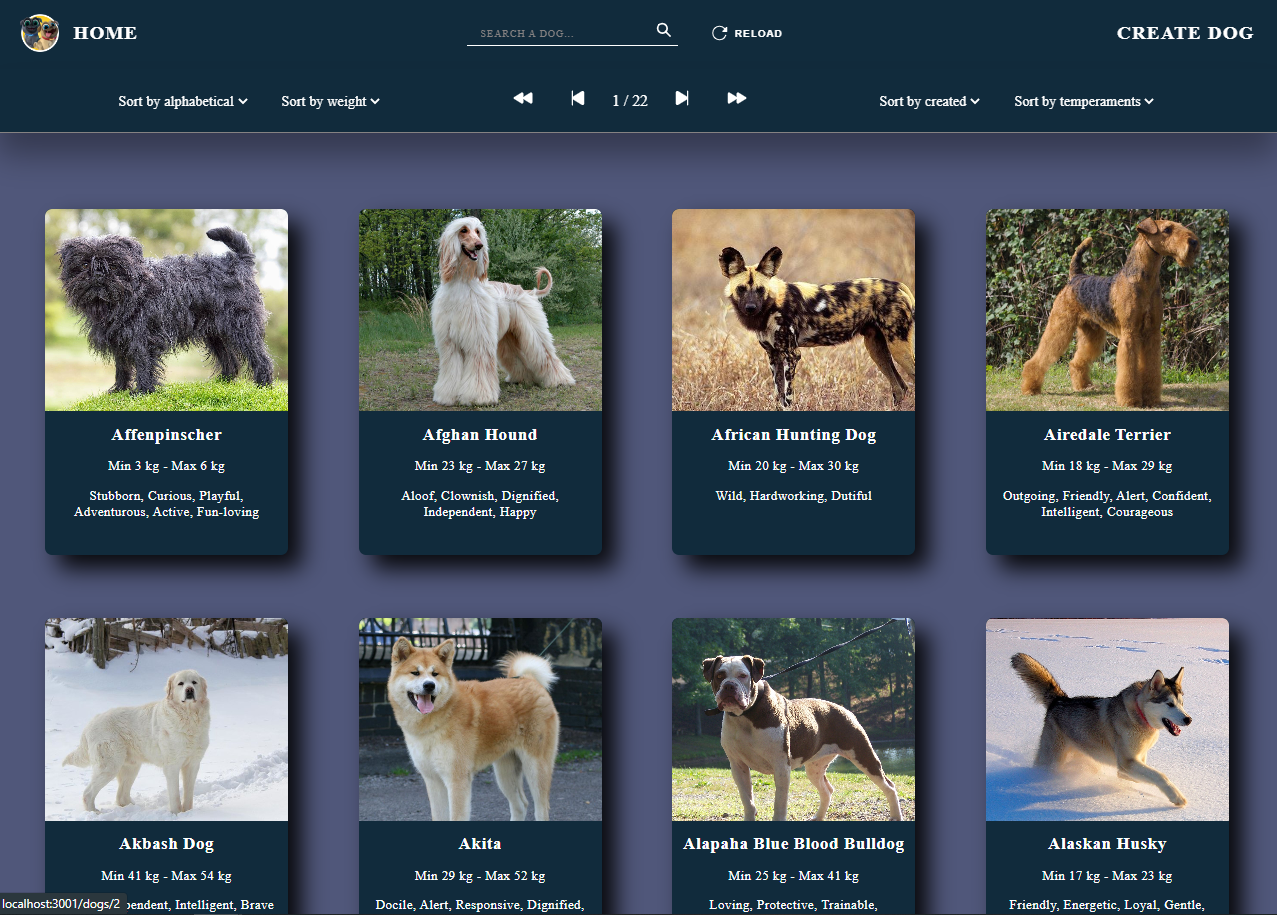 HOME
SEARCH A DOG...
RELOAD
CREATE DOG
Sort by alphabetical
Sort by weight
1 / 22
Sort by created
Sort by temperaments
Affenpinscher
Min 3 kg - Max 6 kg
Stubborn, Curious, Playful,
Adventurous, Active, Fun-loving
Afghan Hound
Min 23 kg - Max 27 kg
Aloof, Clownish, Dignified,
Independent, Happy
African Hunting Dog
Min 20 kg - Max 30 kg
Wild, Hardworking, Dutiful
Airedale Terrier
Min 18 kg - Max 29 kg
Outgoing, Friendly, Alert, Confident,
Intelligent, Courageous
Akbash Dog
Min 41 kg - Max 54 kg
pendent, Intelligent, Brave
Akita
Min 29 kg - Max 52 kg
Docile, Alert, Responsive, Dignified,
Alapaha Blue Blood Bulldog
Min 25 kg - Max 41 kg
Loving, Protective, Trainable,
Alaskan Husky
Min 17 kg - Max 23 kg
Friendly, Energetic, Loyal, Gentle,
localhost:3001/dogs/2